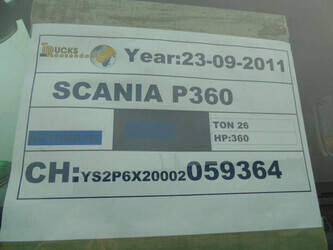 TRUCKS
Year:23-09-2011
SCANIA P360
TON 26
HP:360
CH:YS2P6X20002059364